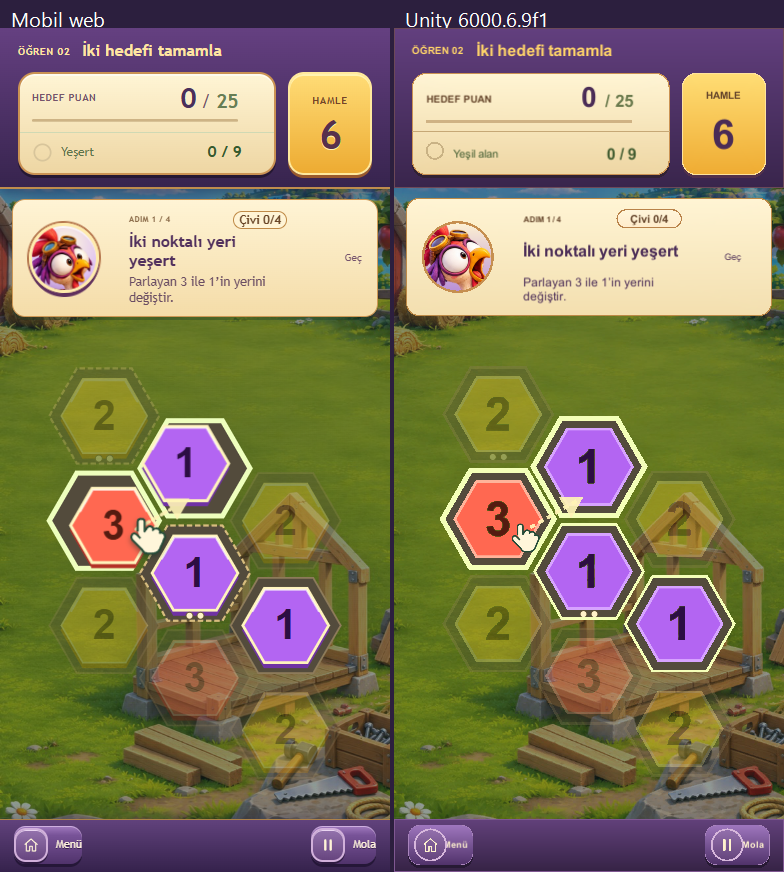 Mobil web
ÖĞREN 02 İki hedefi tamamla
HEDEF PUAN 0 / 25
HAMLE
6
Yeşert 0 / 9
ADIM 1 / 4 Çivi 0/4
İki noktalı yeri
yeşert
Geç
Parlayan 3 ile 1'in yerini
değiştir.
2
1
3
2
1
2
1
3
2
Menü
Mola
Unity 6000.6.9f1
ÖĞREN 02 İki hedefi tamamla
HEDEF PUAN 0 / 25
HAMLE
6
Yeşil alan 0 / 9
ADIM 1/ 4 Çivi 0/4
İki noktalı yeri yeşert
Geç
Parlayan 3 ile 1'in yerini
değiştir.
2
1
3
2
1
2
1
3
2
Menü
Mola